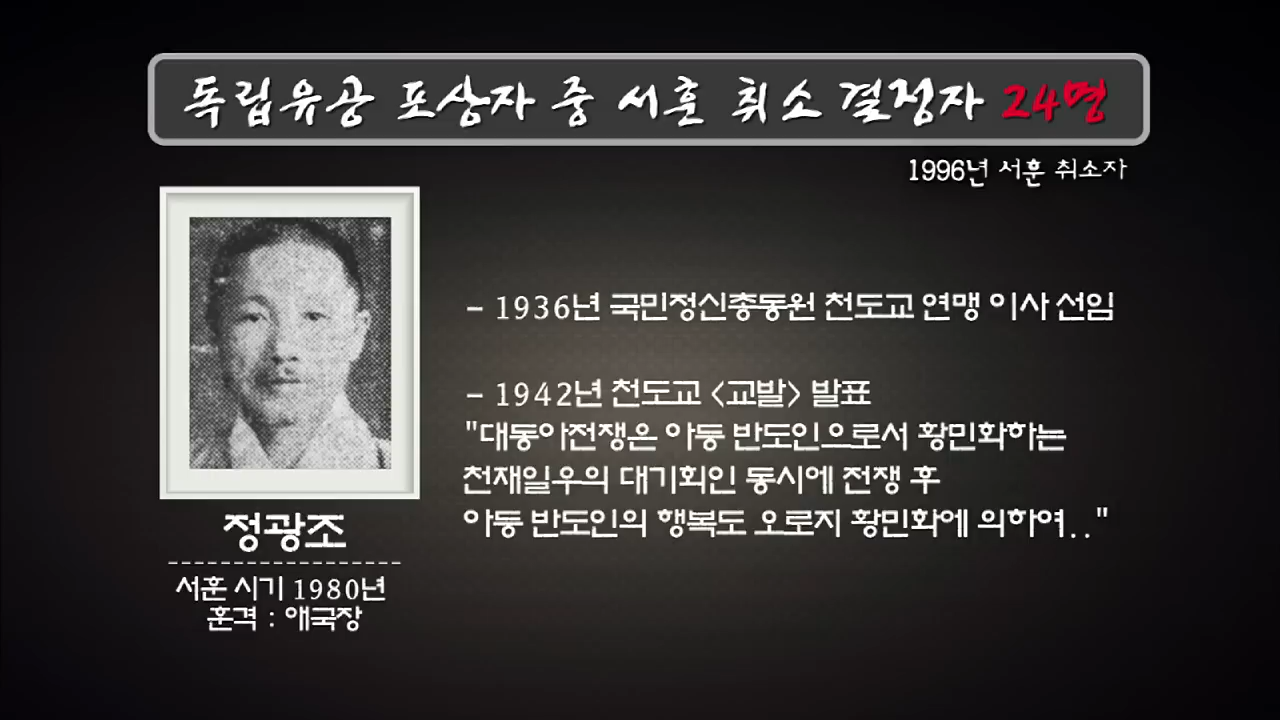 독립유공 포상자 중 서훈 취소 결정자 24명
1996년 서훈 취소자
- 1936년 국민정신총동원 천도교 연맹 이사 선임
- 1942년 천도교 <교발> 발표
"대동아전쟁은 아등 반도인으로서 황민화하는
천재일우의 대기회인 동시에 전쟁 후
아등 반도인의 행복도 오로지 황민화에 의하여.."
정광조
서훈 시기 1980년
훈격 : 애국장